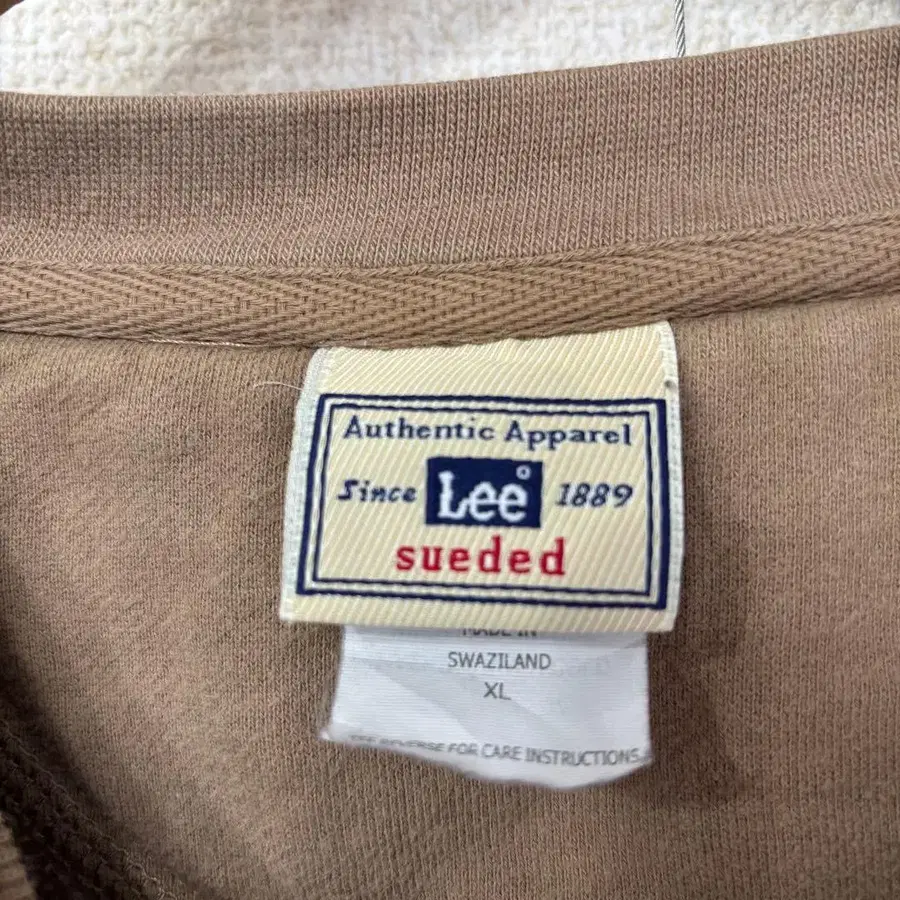 Authentic Apparel
Since Lee 1889
sueded
MADE IN
SWAZILAND
XL
SEE REVERSE FOR CARE INSTRUCTIONS